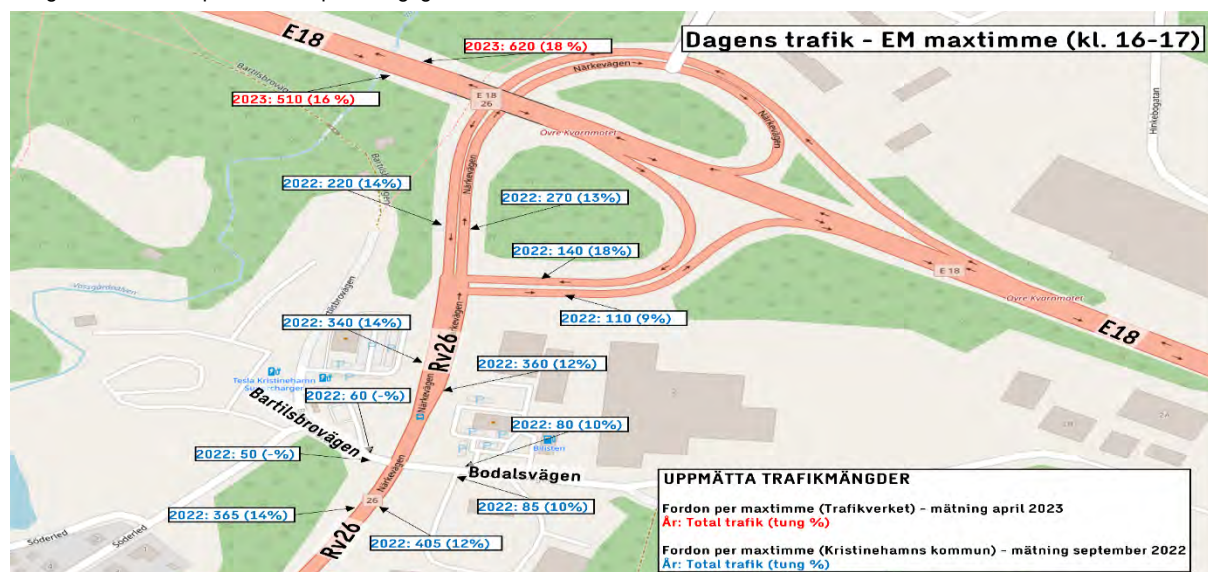 E18
2023: 620 (18 %)
Dagens trafik - EM maxtimme (kl. 16-17)
Närkevägen
2023: 510 (16 %)
E 18
26
Övre Kvarnmotet
Närkevägen
Hinkebogatan
Närkevägen
2022: 220 (14%)
2022: 270 (13%)
2022: 140 (18%)
E 18
Övre Kvarnmotet
2022: 110 (9%)
E18
2022: 340 (14%)
Rv26
2022: 360 (12%)
Tesla Kristinehamn
Närkevägen
2022: 60 (-%)
Bartilsbrovägen
2022: 80 (10%)
Bilisten
2022: 50 (-%)
Bodalsvägen
Närkevägen
2022: 85 (10%)
26
2022: 365 (14%)
2022: 405 (12%)
Söderled
Söderled
Rv26
UPPMÄTTA TRAFIKMÄNGDER
Fordon per maxtimme (Trafikverket) - mätning april 2023
År: Total trafik (tung %)
Fordon per maxtimme (Kristinehamns kommun) - mätning september 2022
År: Total trafik (tung %)